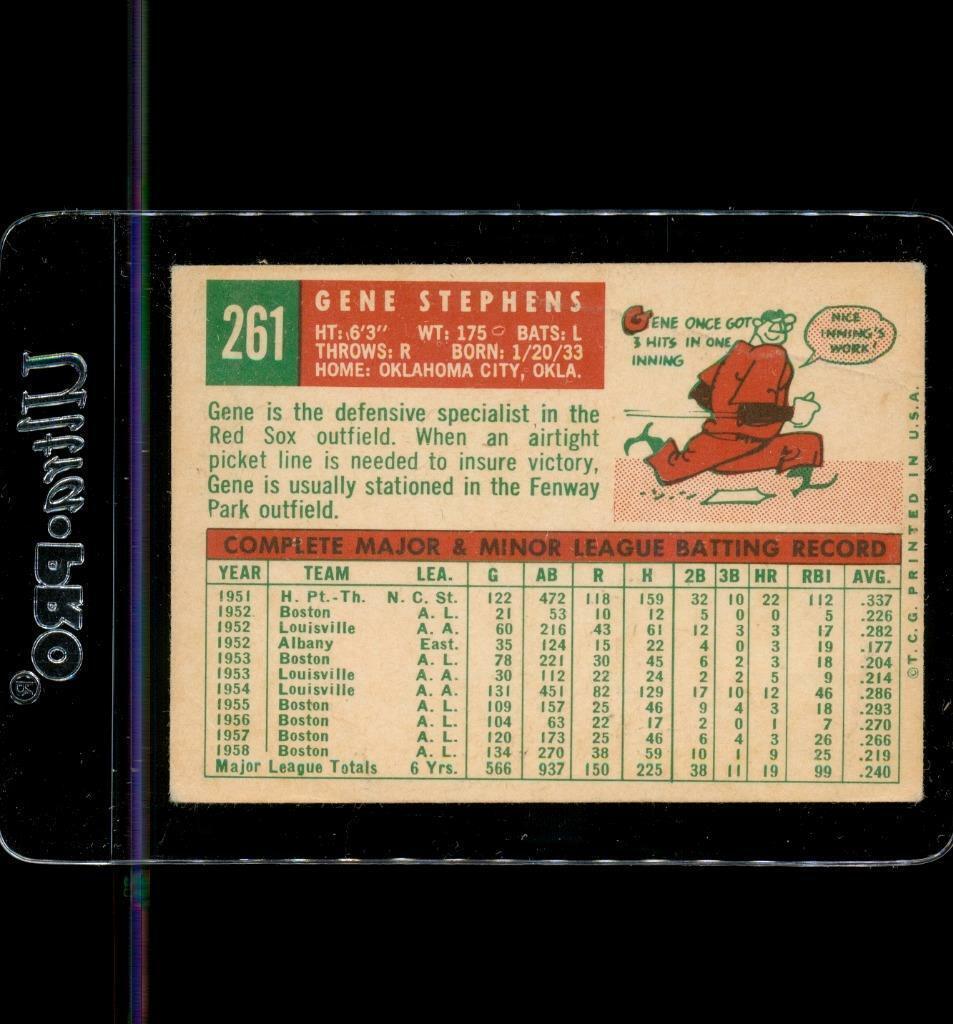 261
GENE STEPHENS
HT: 6'3" WT: 175 BATS: L
THROWS: R BORN: 1/20/33
HOME: OKLAHOMA CITY, OKLA.
GENE ONCE GOT
3 HITS IN ONE
INNING
NICE
INNING'S
WORK!
Gene is the defensive specialist in the
Red Sox outfield. When an airtight
picket line is needed to insure victory,
Gene is usually stationed in the Fenway
Park outfield.
COMPLETE MAJOR & MINOR LEAGUE BATTING RECORD
YEAR TEAM LEA. G AB R H 2B 3B HR RBI AVG.
1951 H. Pt.-Th. N. C. St. 122 472 118 159 32 10 22 112 .337
1952 Boston A. L. 21 53 10 12 5 0 0 5 .226
1952 Louisville A. A. 60 216 43 61 12 3 3 17 .282
1952 Albany East. 35 124 15 22 4 0 3 19 .177
1953 Boston A. L. 78 221 30 45 6 2 3 18 .204
1953 Louisville A. A. 30 112 22 24 2 2 5 9 .214
1954 Louisville A. A. 131 451 82 129 17 10 12 46 .286
1955 Boston A. L. 109 157 25 46 9 4 3 18 .293
1956 Boston A. L. 104 63 22 17 2 0 1 7 .270
1957 Boston A. L. 120 173 25 46 6 4 3 26 .266
1958 Boston A. L. 134 270 38 59 10 1 9 25 .219
Major League Totals 6 Yrs. 566 937 150 225 38 11 19 99 .240
©T.C.G. PRINTED IN U.S.A.
Ultra•PRO